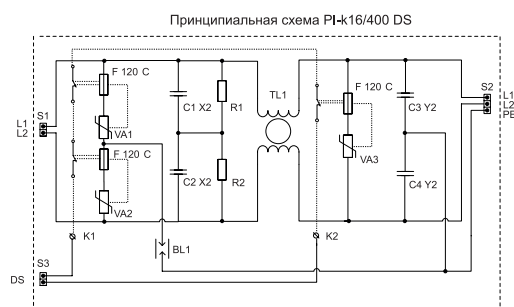 Принципиальная схема PI-k16/400 DS
F 120 C
F 120 C
TL1
S2
C1 X2
R1
C3 Y2
L1
L2
PE
S1
L1
L2
VA1
F 120 C
VA3
C2 X2
R2
C4 Y2
VA2
K1
BL1
K2
S3
DS